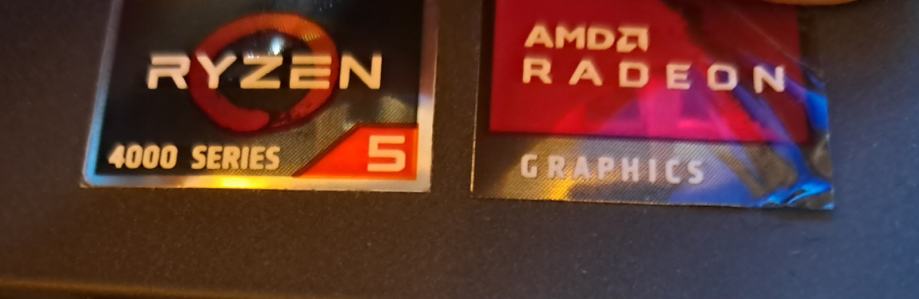 RYZEN
4000 SERIES 5
AMD
RADEON
GRAPHICS